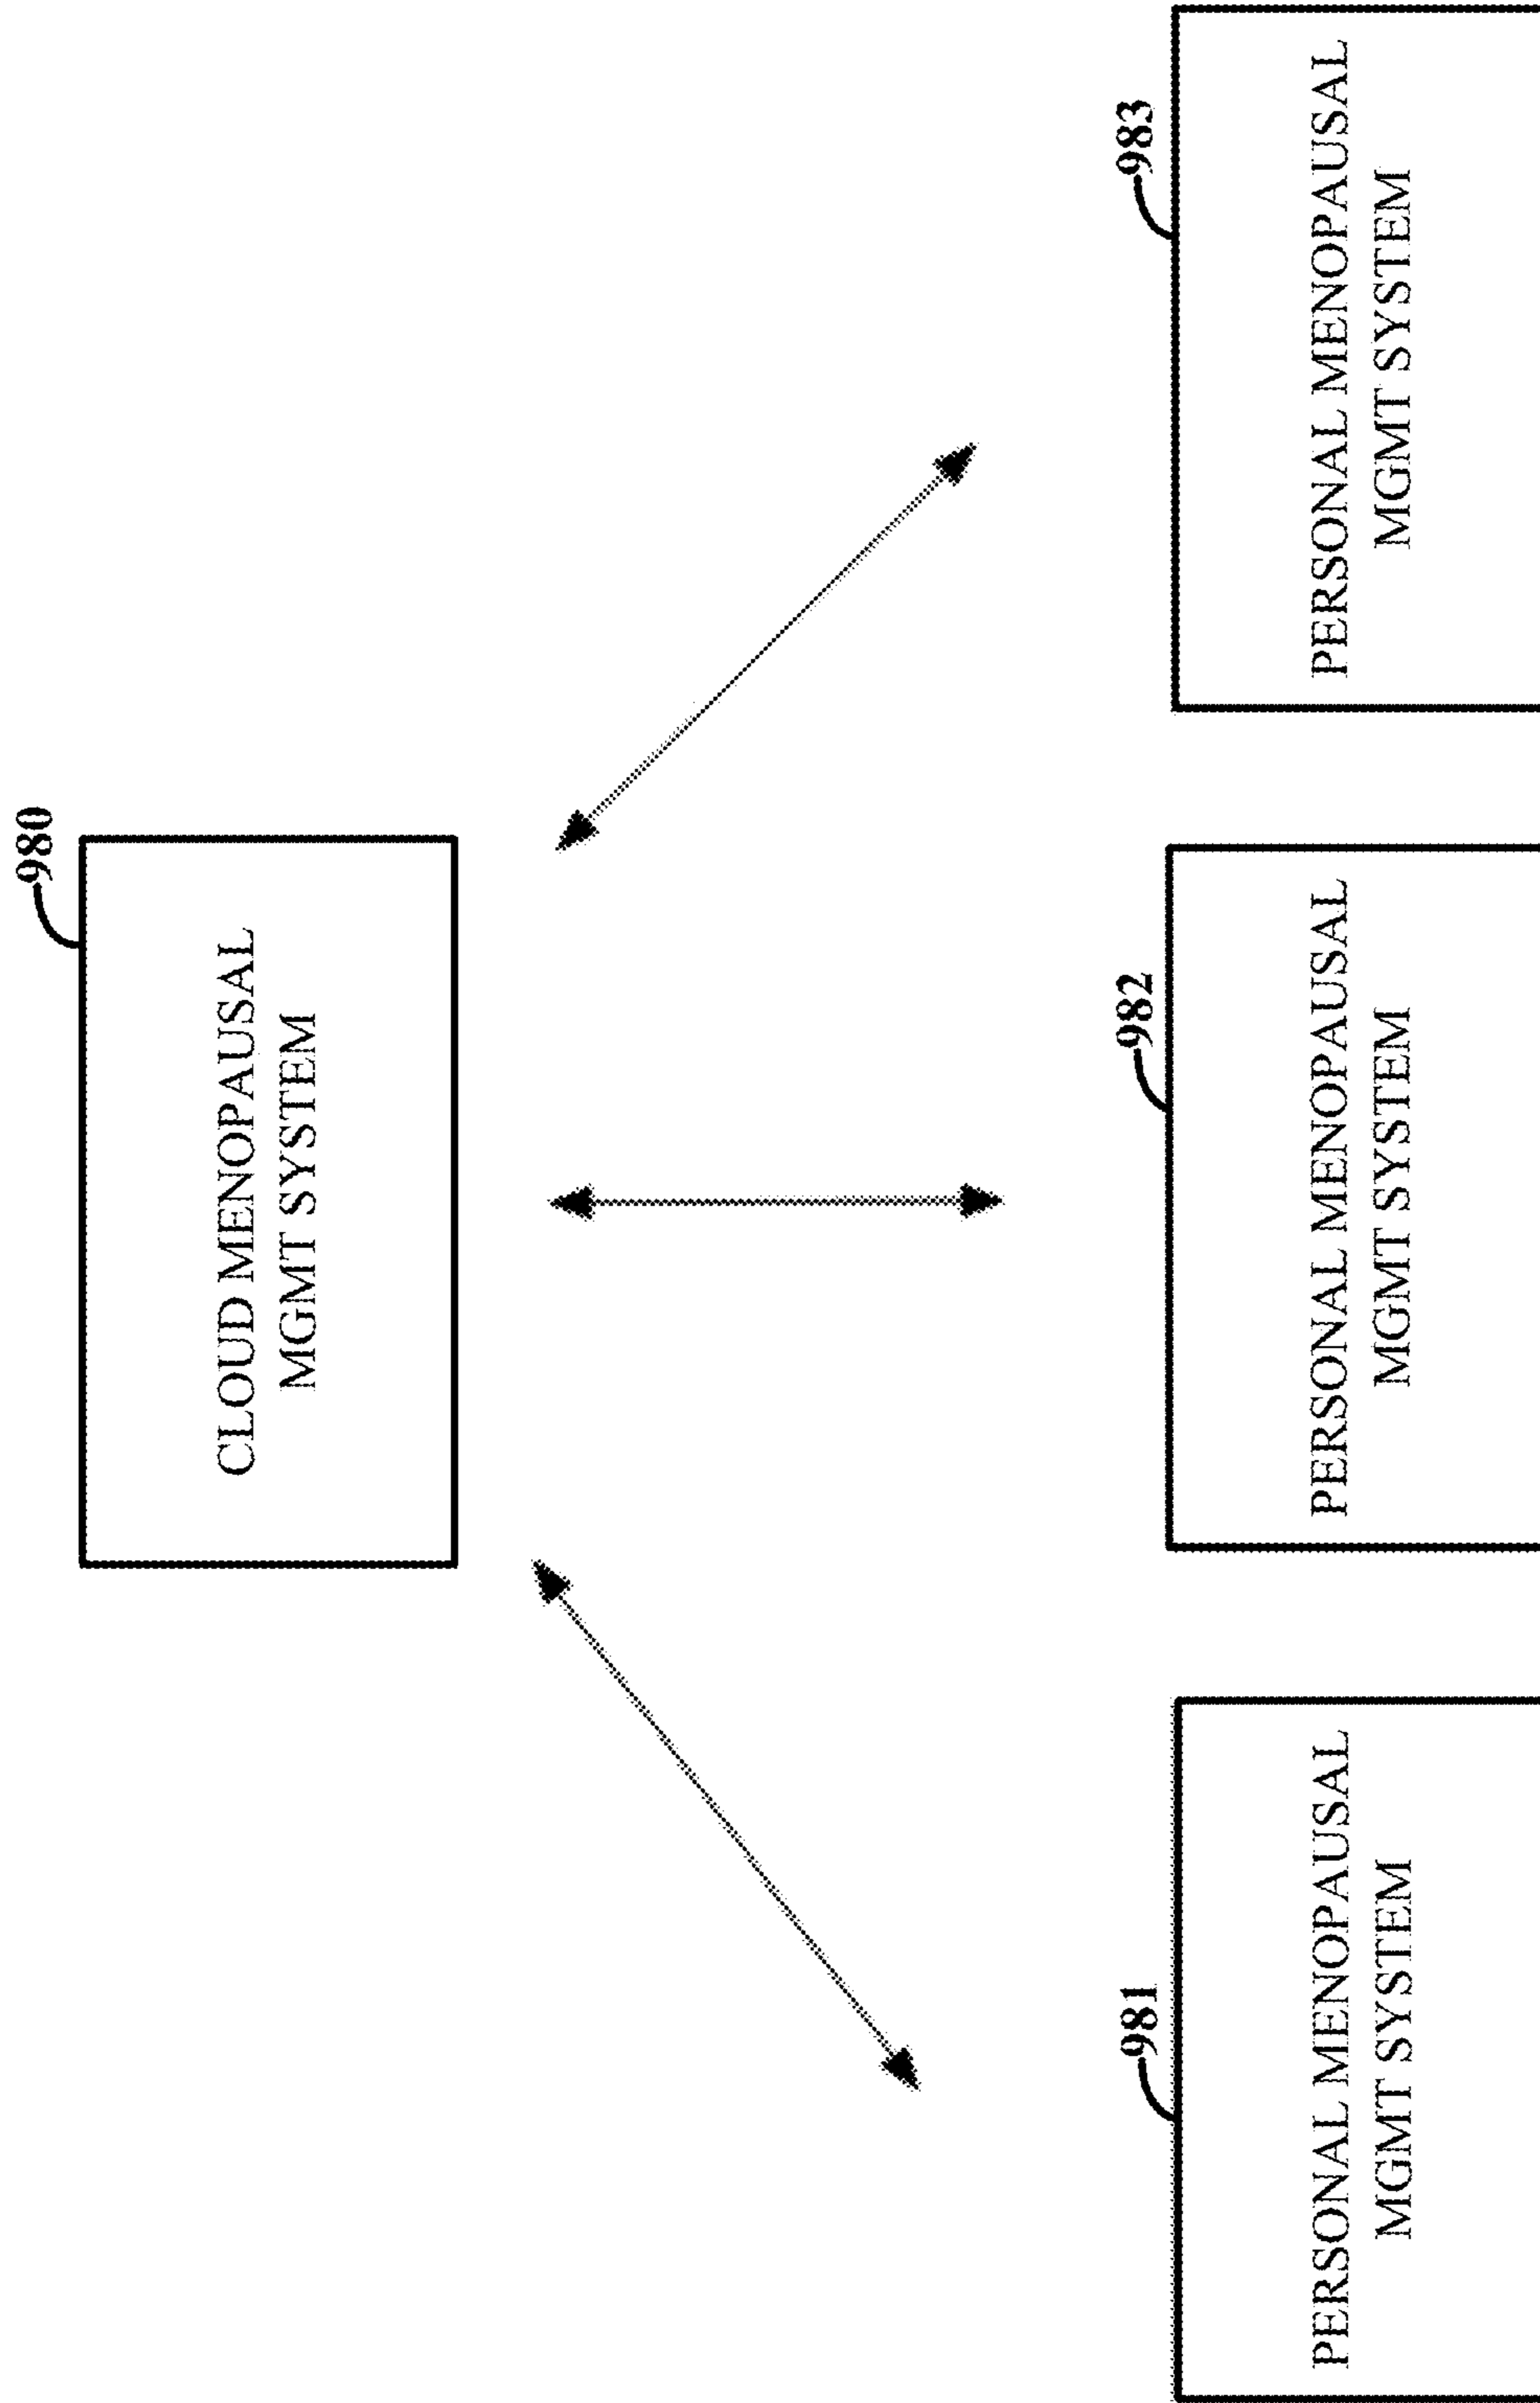 980
CLOUD MENOPAUSAL
MGMT SYSTEM
981
PERSONAL MENOPAUSAL
MGMT SYSTEM
982
PERSONAL MENOPAUSAL
MGMT SYSTEM
983
PERSONAL MENOPAUSAL
MGMT SYSTEM